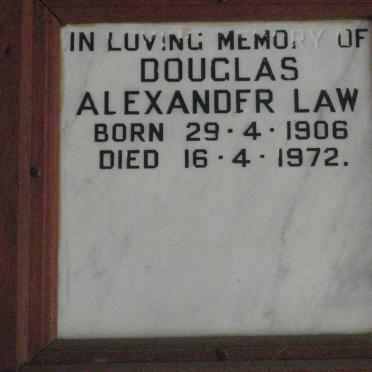 IN LOVING MEMORY OF
DOUGLAS
ALEXANDER LAW
BORN 29·4·1906
DIED 16·4·1972.